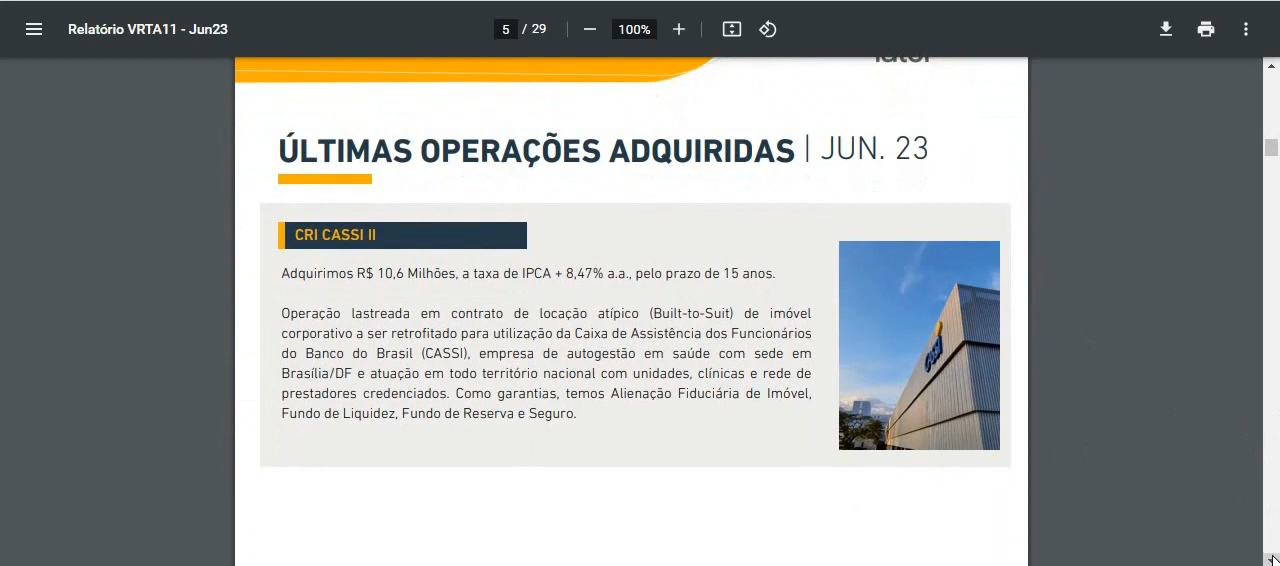 Relatório VRTA11 - Jun23
5 / 29
100%
ÚLTIMAS OPERAÇÕES ADQUIRIDAS | JUN. 23
CRI CASSI II
Adquirimos R$ 10,6 Milhões, a taxa de IPCA + 8,47% a.a., pelo prazo de 15 anos.
Operação lastreada em contrato de locação atípico (Built-to-Suit) de imóvel
corporativo a ser retrofitado para utilização da Caixa de Assistência dos Funcionários
do Banco do Brasil (CASSI), empresa de autogestão em saúde com sede em
Brasília/DF e atuação em todo território nacional com unidades, clínicas e rede de
prestadores credenciados. Como garantias, temos Alienação Fiduciária de Imóvel,
Fundo de Liquidez, Fundo de Reserva e Seguro.
CASSI